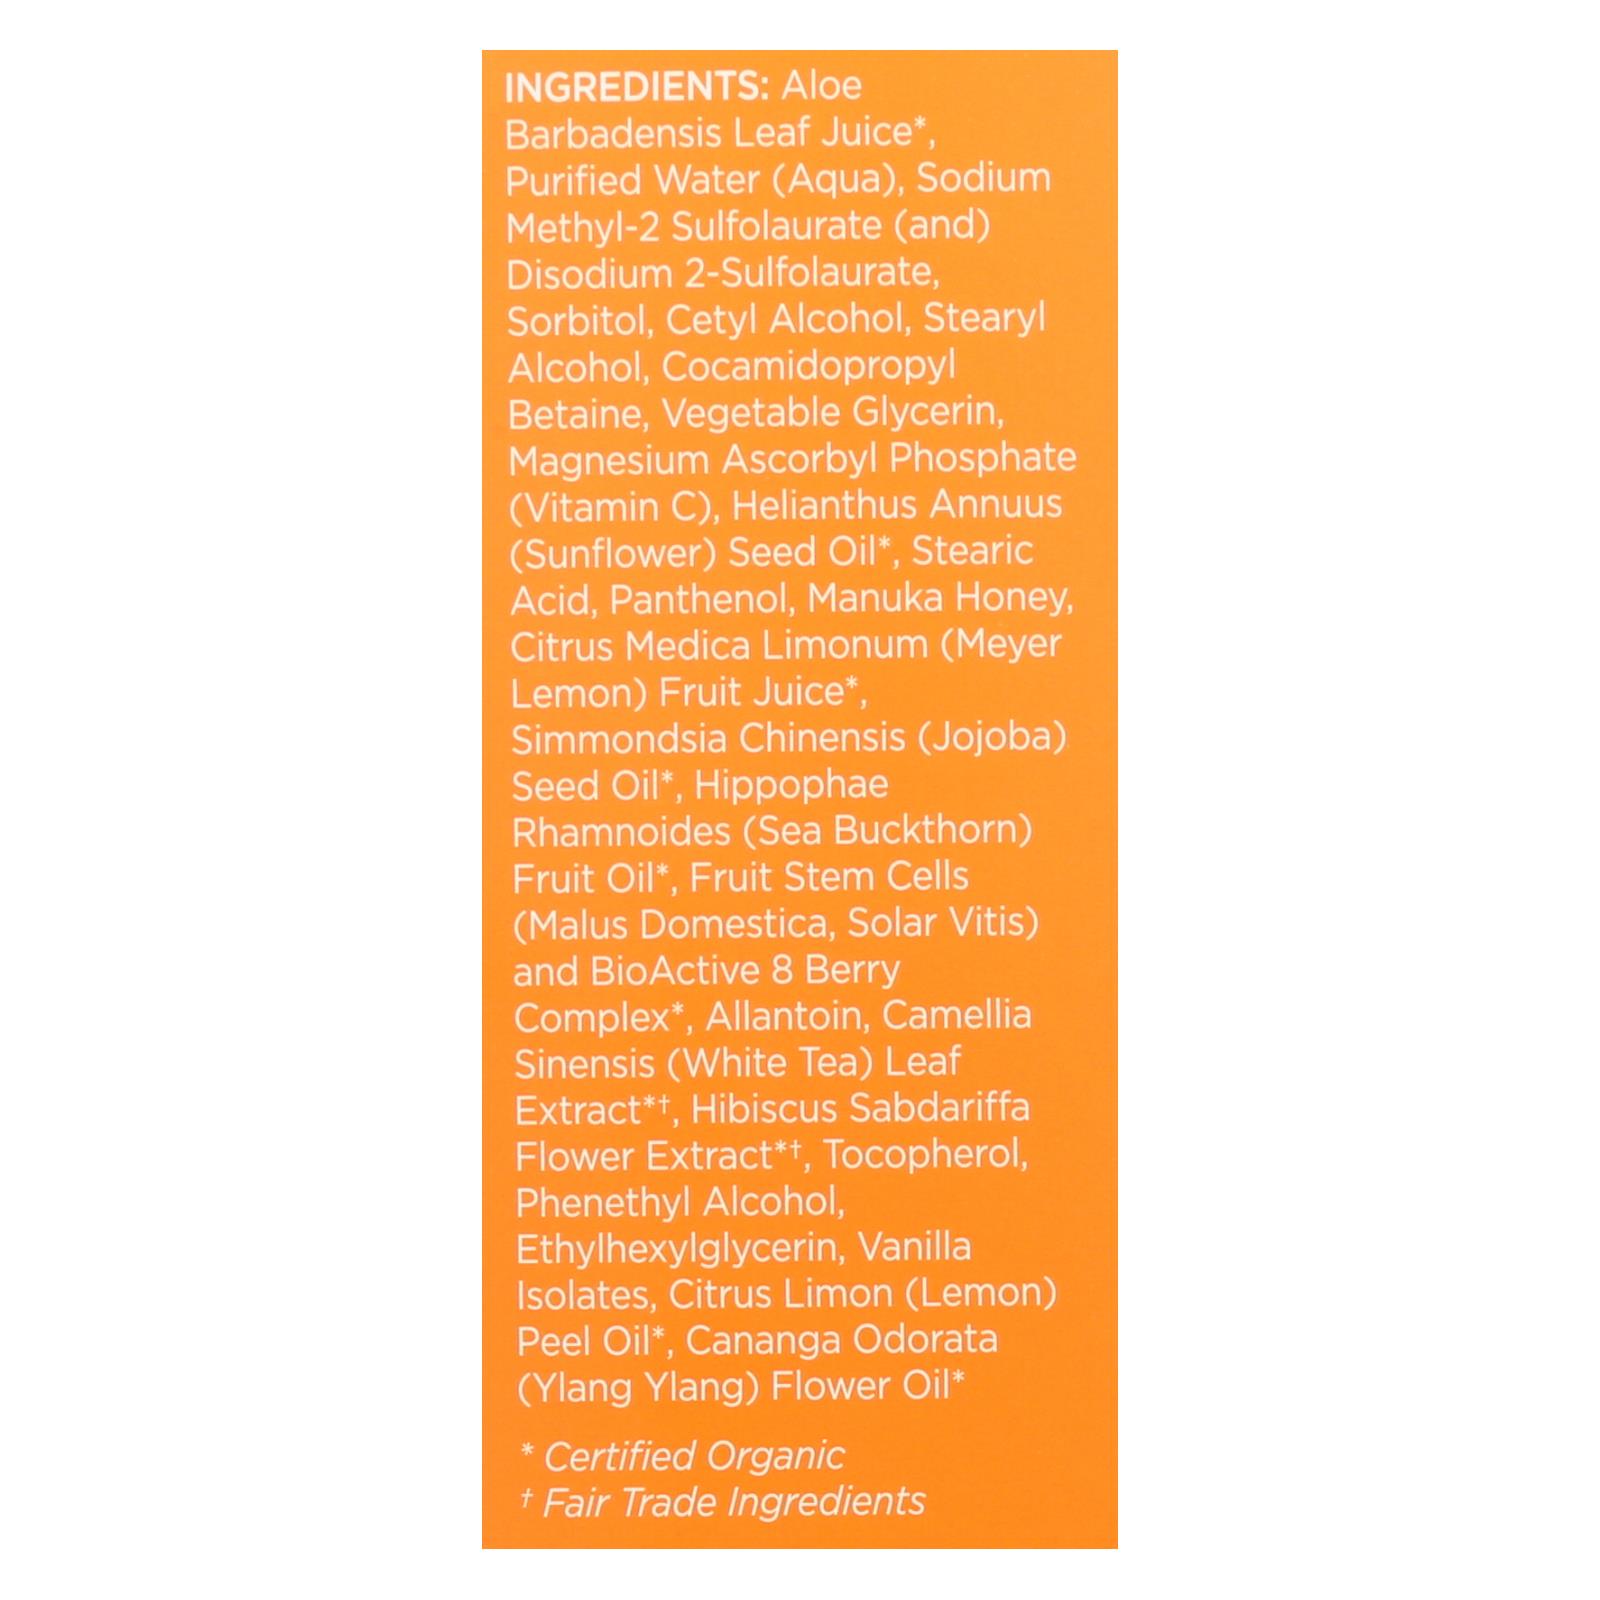 INGREDIENTS: Aloe
Barbadensis Leaf Juice*,
Purified Water (Aqua), Sodium
Methyl-2 Sulfolaurate (and)
Disodium 2-Sulfolaurate,
Sorbitol, Cetyl Alcohol, Stearyl
Alcohol, Cocamidopropyl
Betaine, Vegetable Glycerin,
Magnesium Ascorbyl Phosphate
(Vitamin C), Helianthus Annuus
(Sunflower) Seed Oil*, Stearic
Acid, Panthenol, Manuka Honey,
Citrus Medica Limonum (Meyer
Lemon) Fruit Juice*,
Simmondsia Chinensis (Jojoba)
Seed Oil*, Hippophae
Rhamnoides (Sea Buckthorn)
Fruit Oil*, Fruit Stem Cells
(Malus Domestica, Solar Vitis)
and BioActive 8 Berry
Complex*, Allantoin, Camellia
Sinensis (White Tea) Leaf
Extract*†, Hibiscus Sabdariffa
Flower Extract*†, Tocopherol,
Phenethyl Alcohol,
Ethylhexylglycerin, Vanilla
Isolates, Citrus Limon (Lemon)
Peel Oil*, Cananga Odorata
(Ylang Ylang) Flower Oil*
* Certified Organic
† Fair Trade Ingredients